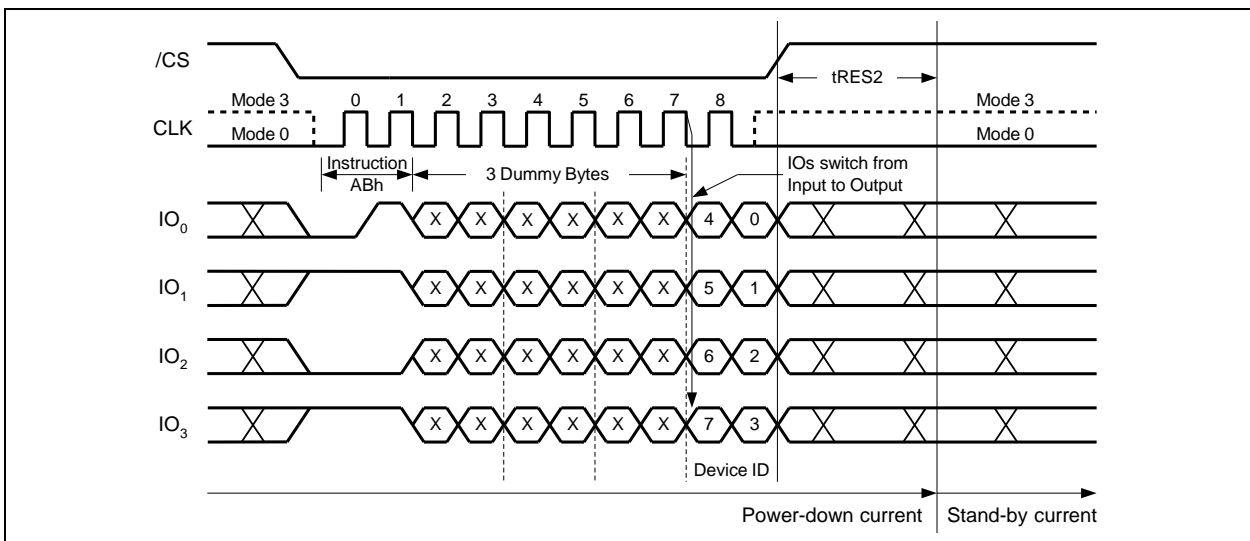 /CS
tRES2
Mode 3
0 1 2 3 4 5 6 7 8
Mode 3
CLK
Mode 0
Mode 0
Instruction
ABh
3 Dummy Bytes
IOs switch from
Input to Output
IO0 X X X X X X 4 0
IO1 X X X X X X 5 1
IO2 X X X X X X 6 2
IO3 X X X X X X 7 3
Device ID
Power-down current
Stand-by current